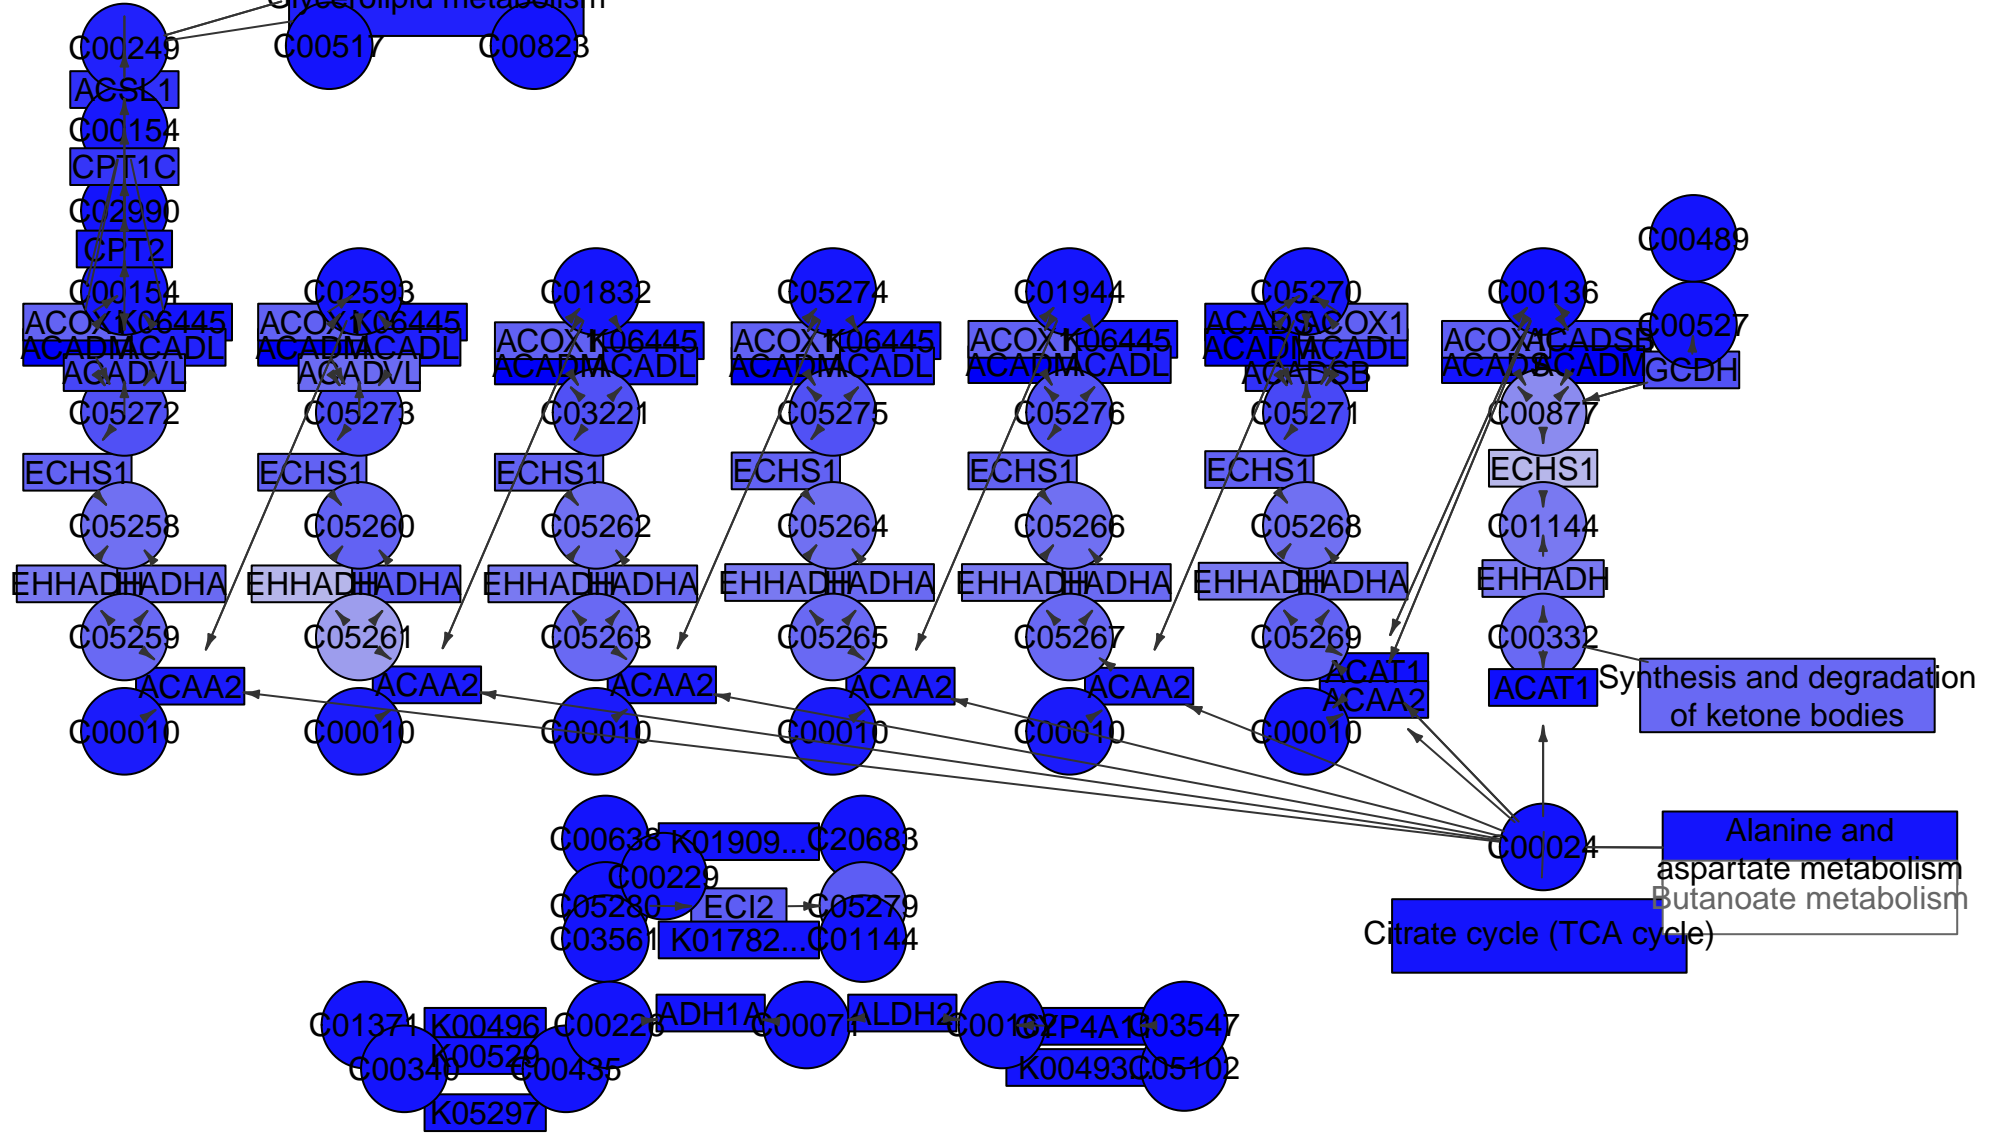 Glycerolipid metabolism
C00249
C00517
C00823
ACSL1
C00154
CPT1C
C02990
CPT2
C00154
C02593
C01832
C05274
C01944
C05270
C00136
C00489
C00527
ACOX1
K06445
ACADM
ACADL
ACADVL
ACOX1
K06445
ACADM
ACADL
ACADVL
ACOX1
K06445
ACADM
ACADL
ACOX1
K06445
ACADM
ACADL
ACOX1
K06445
ACADM
ACADL
ACADS
ACOX1
ACADM
ACADL
ACADSB
ACOX1
ACADSB
ACADS
ACADM
GCDH
C05272
C05273
C03221
C05275
C05276
C05271
C00877
ECHS1
ECHS1
ECHS1
ECHS1
ECHS1
ECHS1
ECHS1
C05258
C05260
C05262
C05264
C05266
C05268
C01144
EHHADH
HADHA
EHHADH
HADHA
EHHADH
HADHA
EHHADH
HADHA
EHHADH
HADHA
EHHADH
HADHA
EHHADH
C05259
C05261
C05263
C05265
C05267
C05269
C00332
ACAA2
ACAA2
ACAA2
ACAA2
ACAA2
ACAT1
ACAA2
ACAT1
Synthesis and degradation
of ketone bodies
C00010
C00010
C00010
C00010
C00010
C00010
C00638
K01909...
C20683
C00229
C05280
ECI2
C05279
C03561
K01782...
C01144
C00024
Alanine and
aspartate metabolism
Butanoate metabolism
Citrate cycle (TCA cycle)
C01371
K00496
C00226
ADH1A
C00071
ALDH2
C00162
C03547
K00529
C00340
C00435
K00493...
C05102
K05297